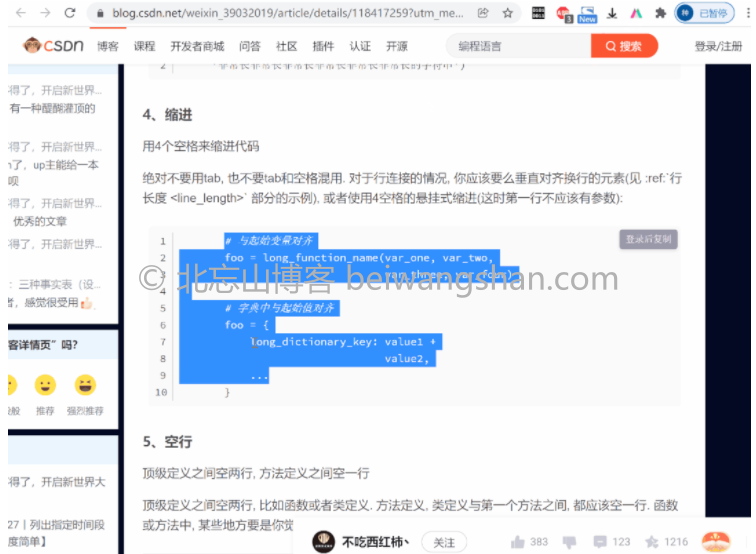 blog.csdn.net/weixin_39032019/article/details/118417259?utm_me...
3
New
神 已暂停
CSDN 博客 课程 开发者商城 问答 社区 插件 认证 开源 编程语言 搜索 登录/注册
得了，开启新世界...
有一种醍醐灌顶的
得了，开启新世界...
n了，up主能给一本
呗
得了，开启新世界...
优秀的文章
得了，开启新世界...
：三种事实表（设...
者，感觉很受用
客详情页”吗?
般般 推荐 强烈推荐
得了，开启新世界大
27丨列出指定时间段
度简单】
2
4、缩进
用4个空格来缩进代码
绝对不要用tab, 也不要tab和空格混用. 对于行连接的情况, 你应该要么垂直对齐换行的元素(见 :ref:`行
长度 <line_length>` 部分的示例), 或者使用4空格的悬挂式缩进(这时第一行不应该有参数):
登录后复制
1 # 与起始变量对齐
2 foo = long_function_name(var_one, var_two,
3 var_three, var_four)
© 北忘山博客 beiwangshan.com
4
5 # 字典中与起始值对齐
6 foo = {
7 long_dictionary_key: value1 +
8 value2,
9 ...
10 }
5、空行
顶级定义之间空两行, 方法定义之间空一行
顶级定义之间空两行, 比如函数或者类定义. 方法定义, 类定义与第一个方法之间, 都应该空一行. 函数
或方法中, 某些地方要是你觉
不吃西红柿丶 关注 383 123 1216